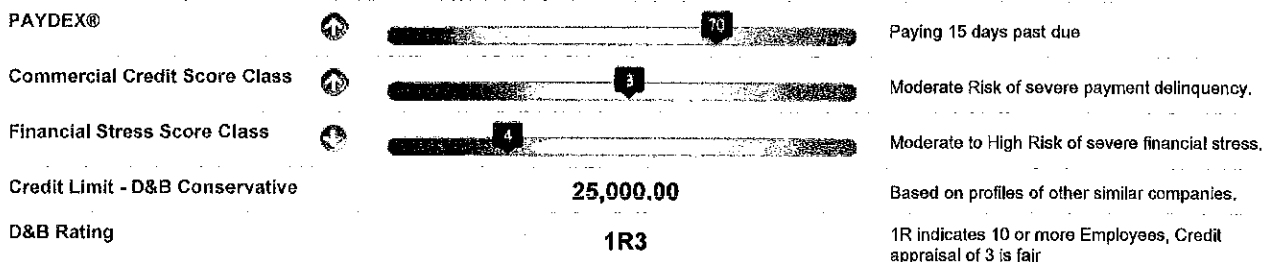 PAYDEX® 70 Paying 15 days past due
Commercial Credit Score Class 3 Moderate Risk of severe payment delinquency.
Financial Stress Score Class 4 Moderate to High Risk of severe financial stress.
Credit Limit - D&B Conservative 25,000.00 Based on profiles of other similar companies.
D&B Rating 1R3 1R indicates 10 or more Employees, Credit
appraisal of 3 is fair